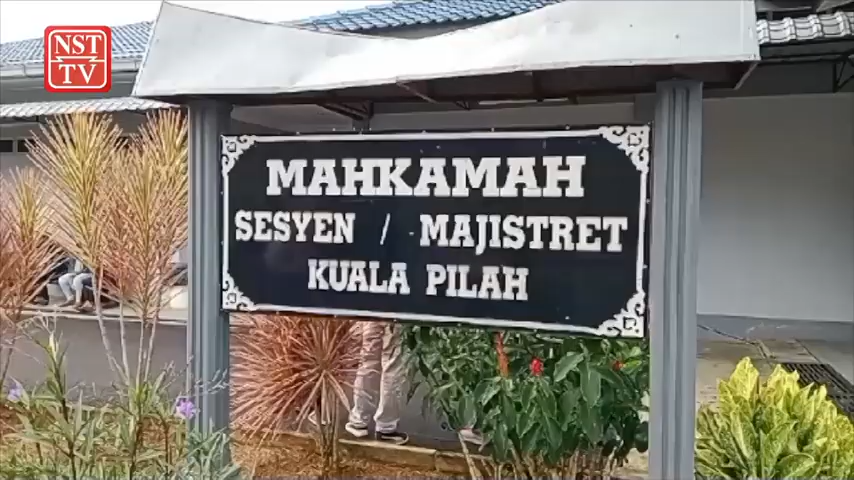 NST
TV
MAHKAMAH
SESYEN / MAJISTRET
KUALA PILAH